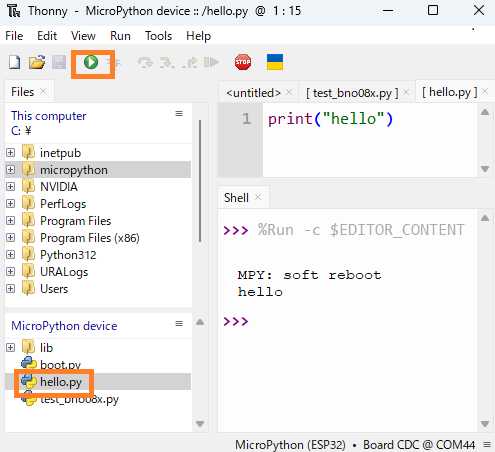 Thonny - MicroPython device :: /hello.py @ 1 : 15
File Edit View Run Tools Help
STOP
Files
This computer
C: ¥
inetpub
micropython
NVIDIA
PerfLogs
Program Files
Program Files (x86)
Python312
URALogs
Users
MicroPython device
lib
boot.py
hello.py
test_bno08x.py
<untitled> [ test_bno08x.py ] [ hello.py ]
1 print("hello")
Shell
>>> %Run -c $EDITOR_CONTENT
MPY: soft reboot
hello
>>>
MicroPython (ESP32) • Board CDC @ COM44